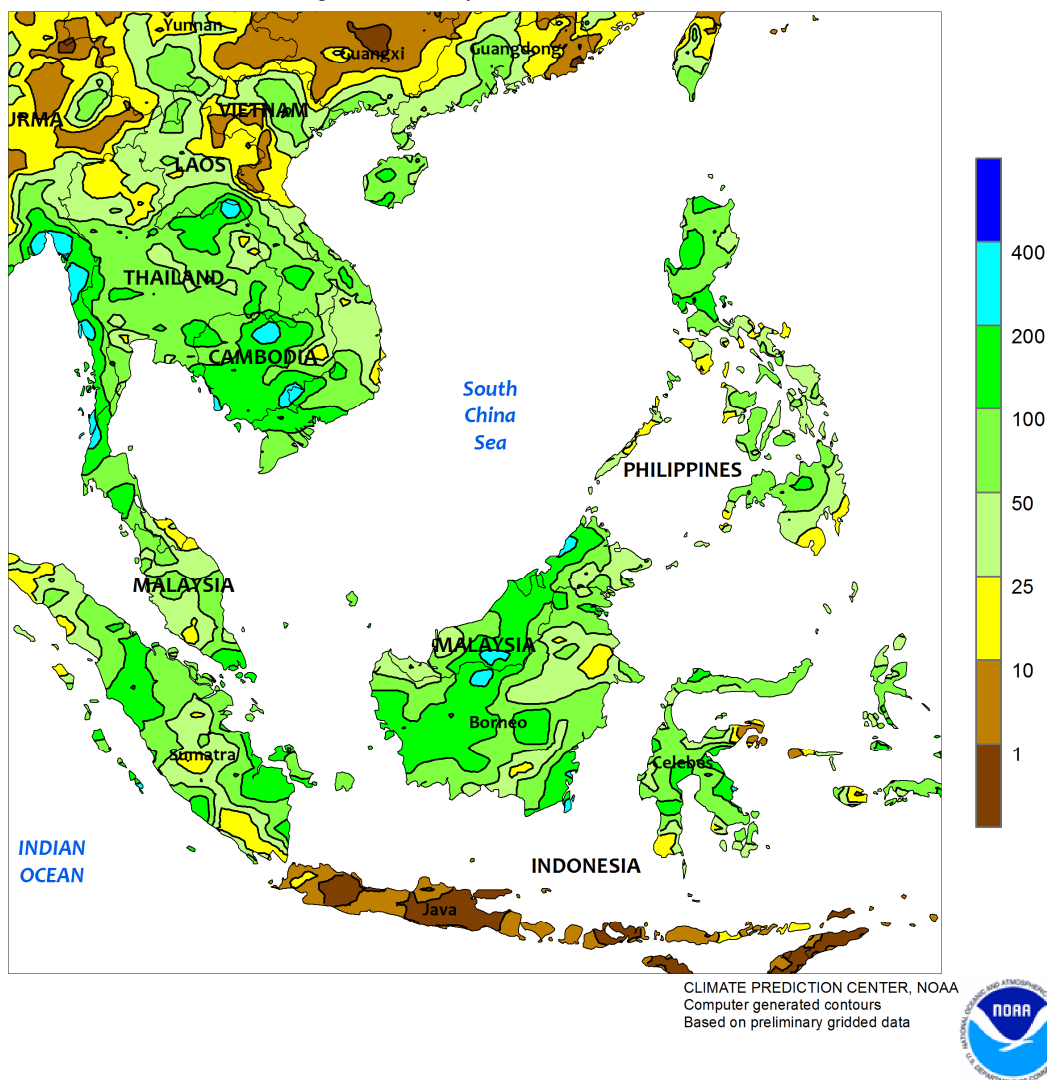 Yunnan
Guangxi
Guangdong
URMA
VIETNAM
LAOS
THAILAND
CAMBODIA
South
China
Sea
PHILIPPINES
MALAYSIA
MALAYSIA
Borneo
Sumatra
Celebes
INDIAN
OCEAN
INDONESIA
Java
400
200
100
50
25
10
1
CLIMATE PREDICTION CENTER, NOAA
Computer generated contours
Based on preliminary gridded data
NOAA